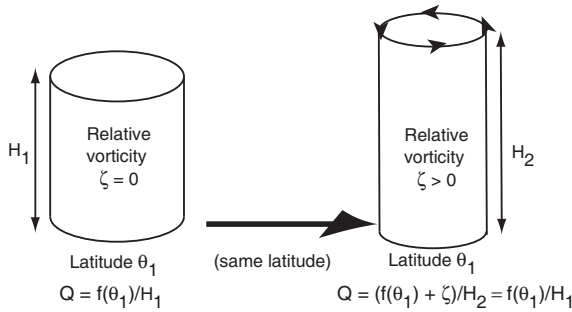 H₁
Relative
vorticity
ζ = 0
Latitude θ₁
Q = f(θ₁)/H₁
(same latitude)
Relative
vorticity
ζ > 0
H₂
Latitude θ₁
Q = (f(θ₁) + ζ)/H₂ = f(θ₁)/H₁